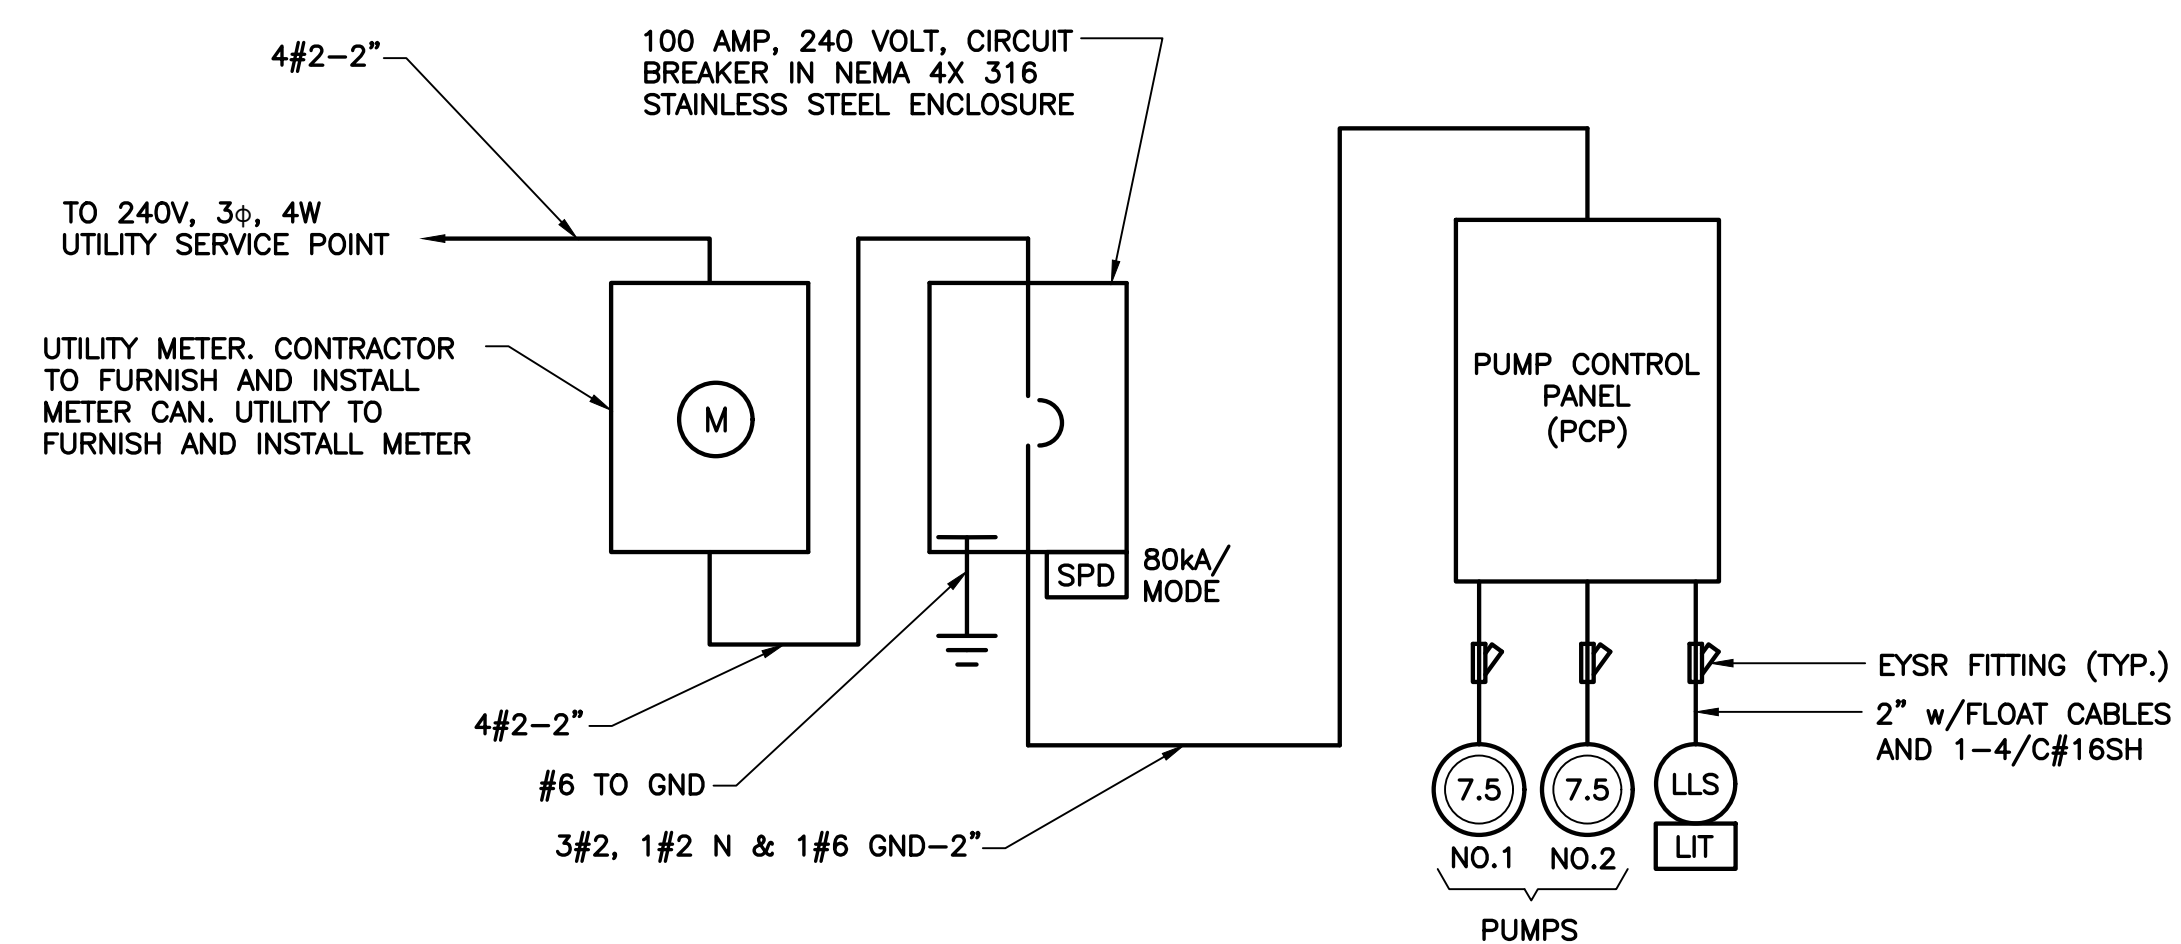 4#2-2"
100 AMP, 240 VOLT, CIRCUIT
BREAKER IN NEMA 4X 316
STAINLESS STEEL ENCLOSURE
TO 240V, 3ϕ, 4W
UTILITY SERVICE POINT
UTILITY METER. CONTRACTOR
TO FURNISH AND INSTALL
METER CAN. UTILITY TO
FURNISH AND INSTALL METER
M
SPD
80kA/
MODE
PUMP CONTROL
PANEL
(PCP)
4#2-2"
#6 TO GND
3#2, 1#2 N & 1#6 GND-2"
EYSR FITTING (TYP.)
2" w/FLOAT CABLES
AND 1-4/C#16SH
7.5
7.5
LLS
LIT
NO.1
NO.2
PUMPS